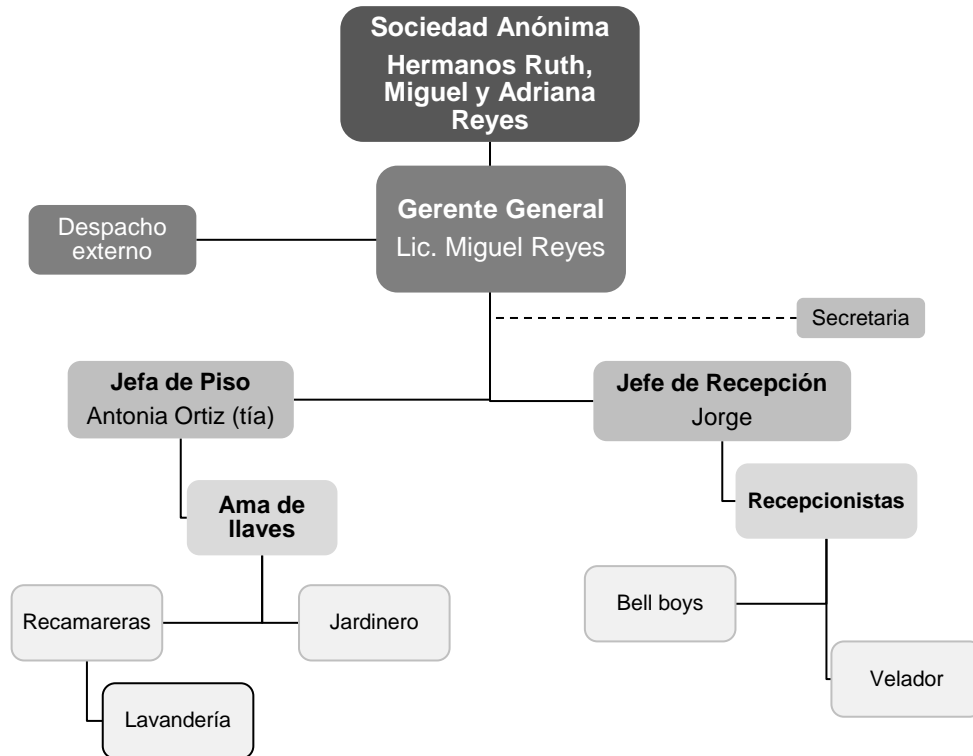 Sociedad Anónima
Hermanos Ruth,
Miguel y Adriana
Reyes
Gerente General
Lic. Miguel Reyes
Despacho
externo
Secretaria
Jefa de Piso
Antonia Ortiz (tía)
Jefe de Recepción
Jorge
Ama de
llaves
Recepcionistas
Recamareras
Jardinero
Bell boys
Velador
Lavandería